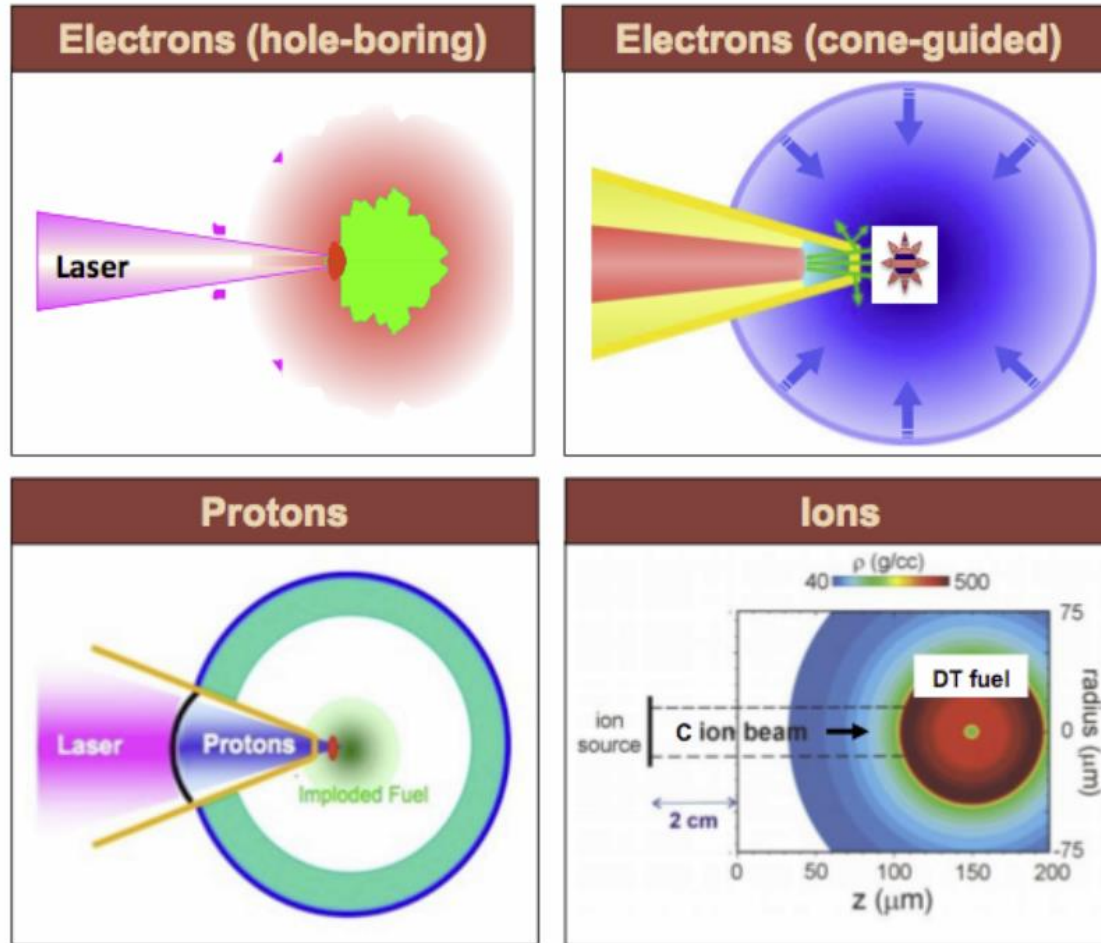 Electrons (hole-boring)
Electrons (cone-guided)
Laser
Protons
Ions
Laser
Protons
Imploded Fuel
ρ (g/cc)
40
500
DT fuel
ion
source
C ion beam
2 cm
75
0
-75
radius (μm)
0
50
100
150
200
z (μm)